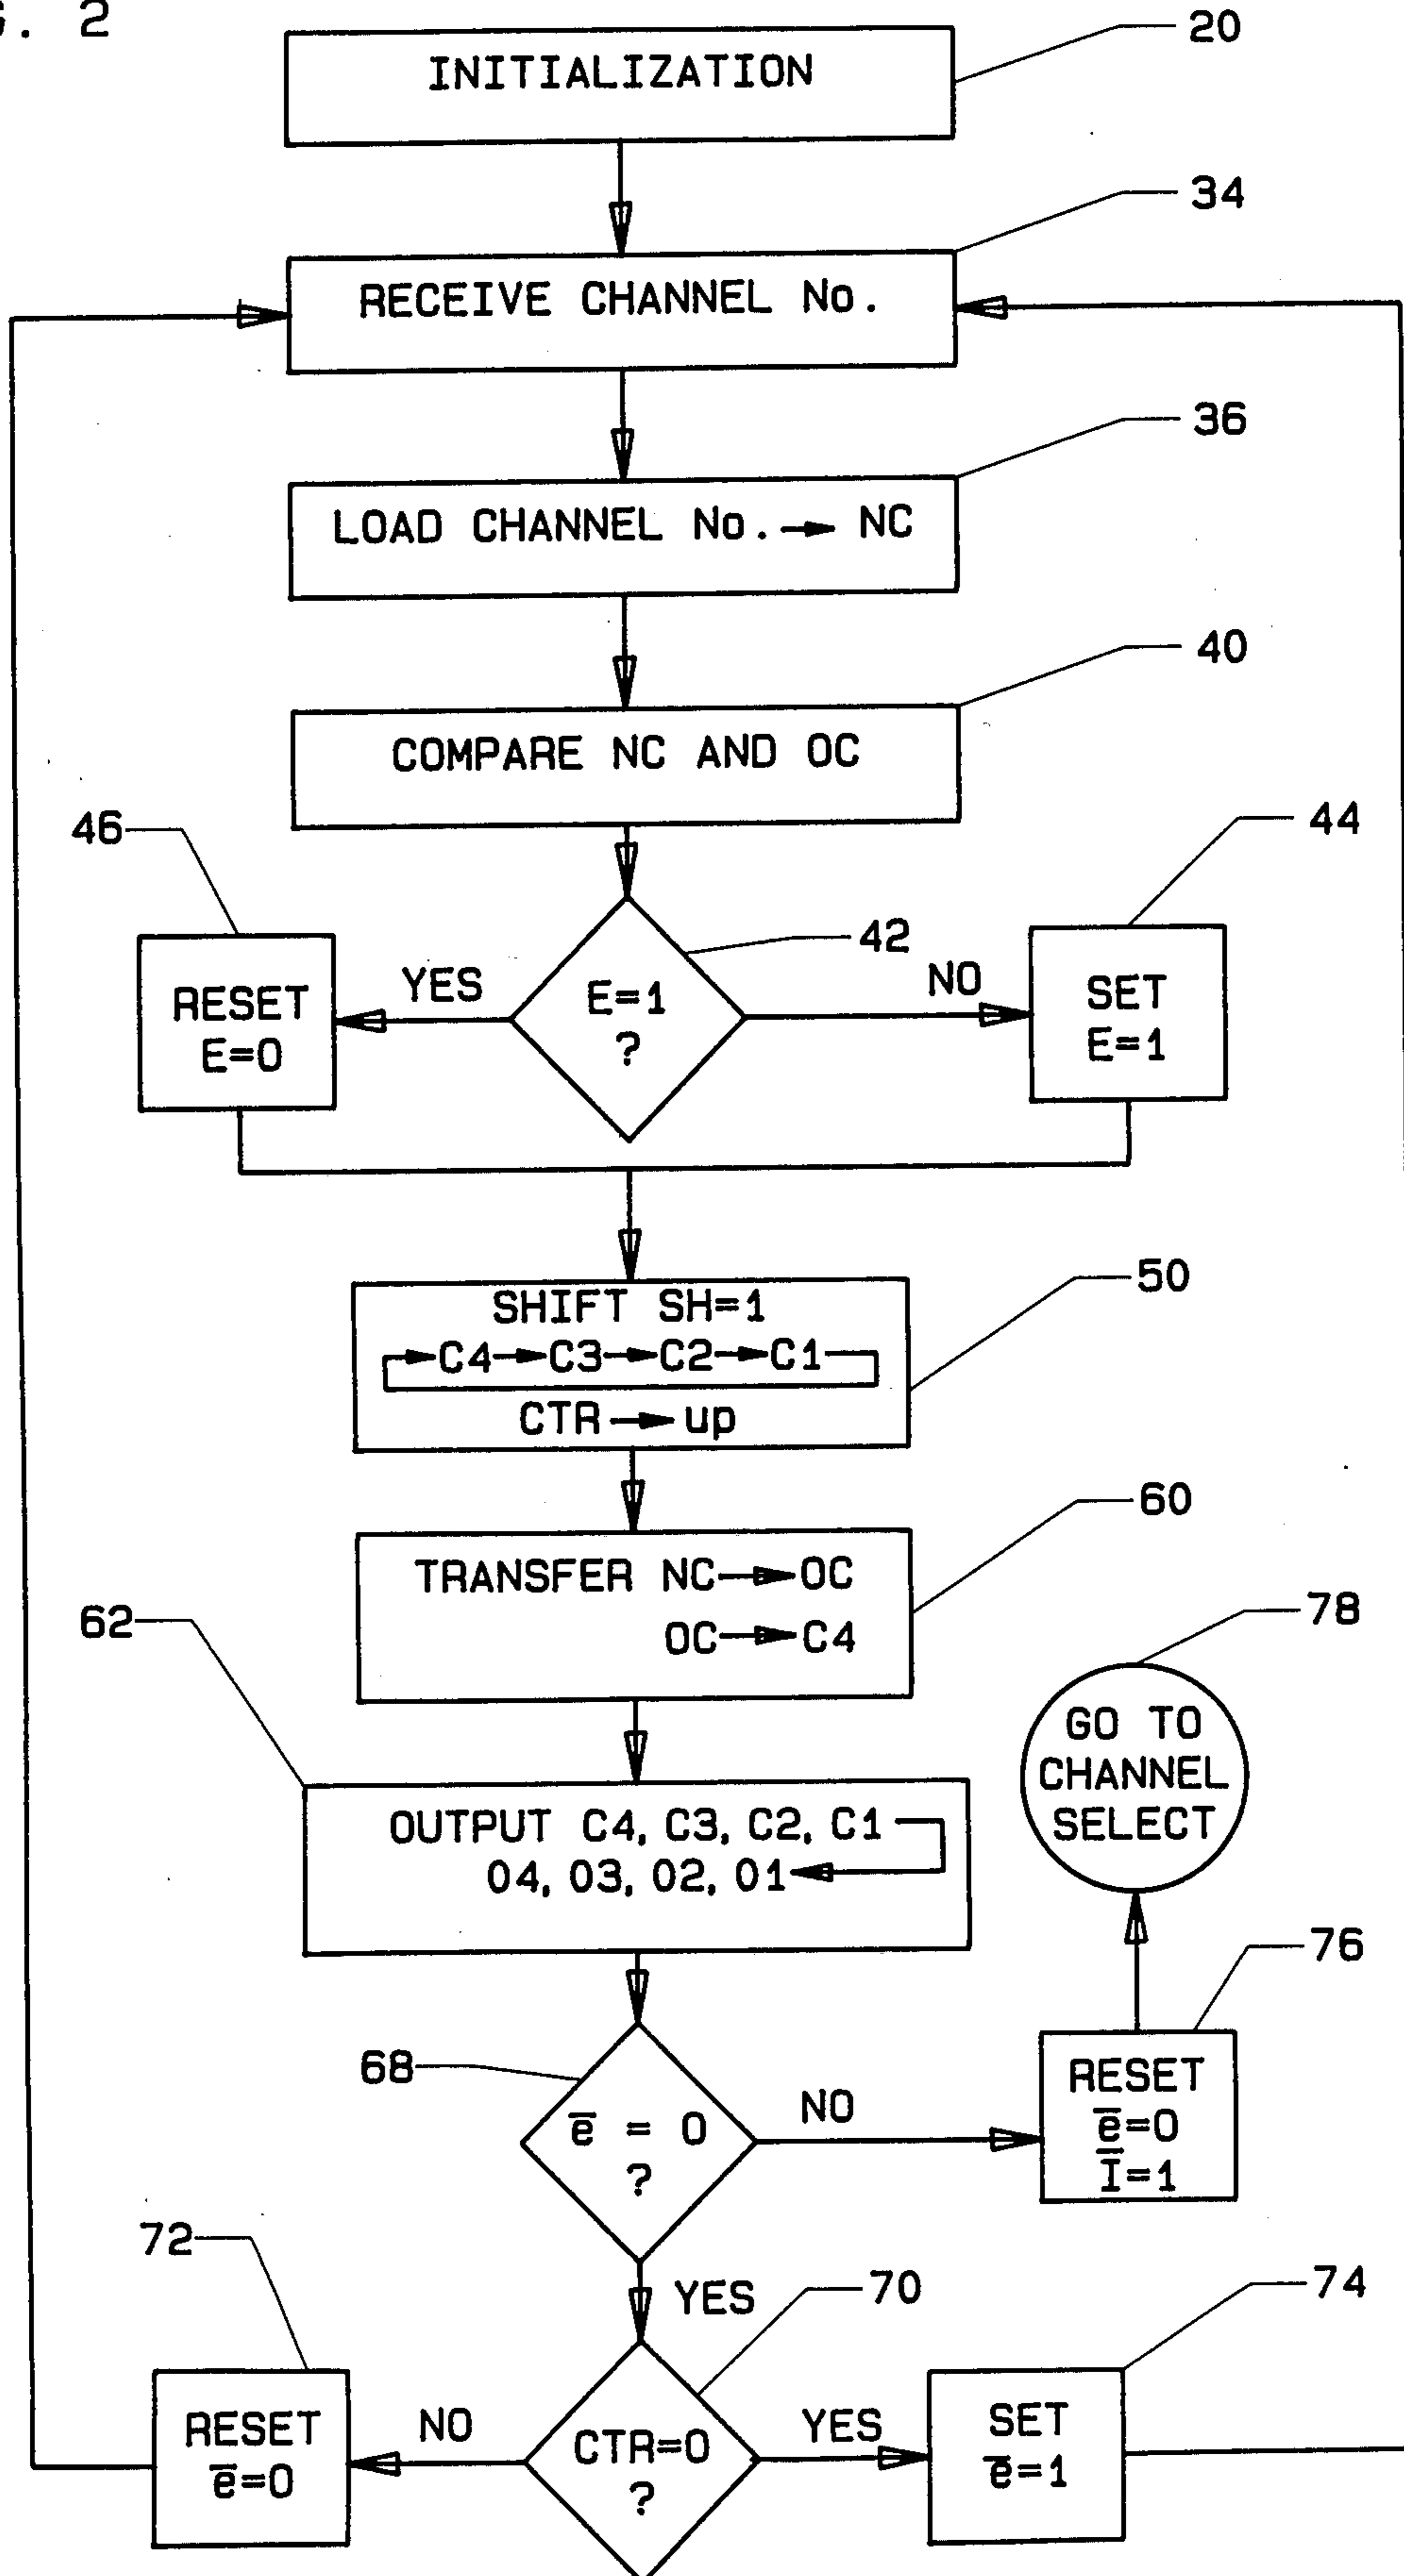 G. 2
20
INITIALIZATION
34
RECEIVE CHANNEL No.
36
LOAD CHANNEL No.→ NC
40
COMPARE NC AND OC
46
44
42
YES
NO
RESET
E=0
E=1
?
SET
E=1
50
SHIFT SH=1
→C4→C3→C2→C1
CTR→up
60
TRANSFER NC→OC
OC→C4
62
78
GO TO
CHANNEL
SELECT
OUTPUT C4, C3, C2, C1
04, 03, 02, 01
76
68
NO
e̅ = 0
?
RESET
e̅=0
I̅=1
72
YES
70
74
RESET
e̅=0
NO
CTR=0
?
YES
SET
e̅=1